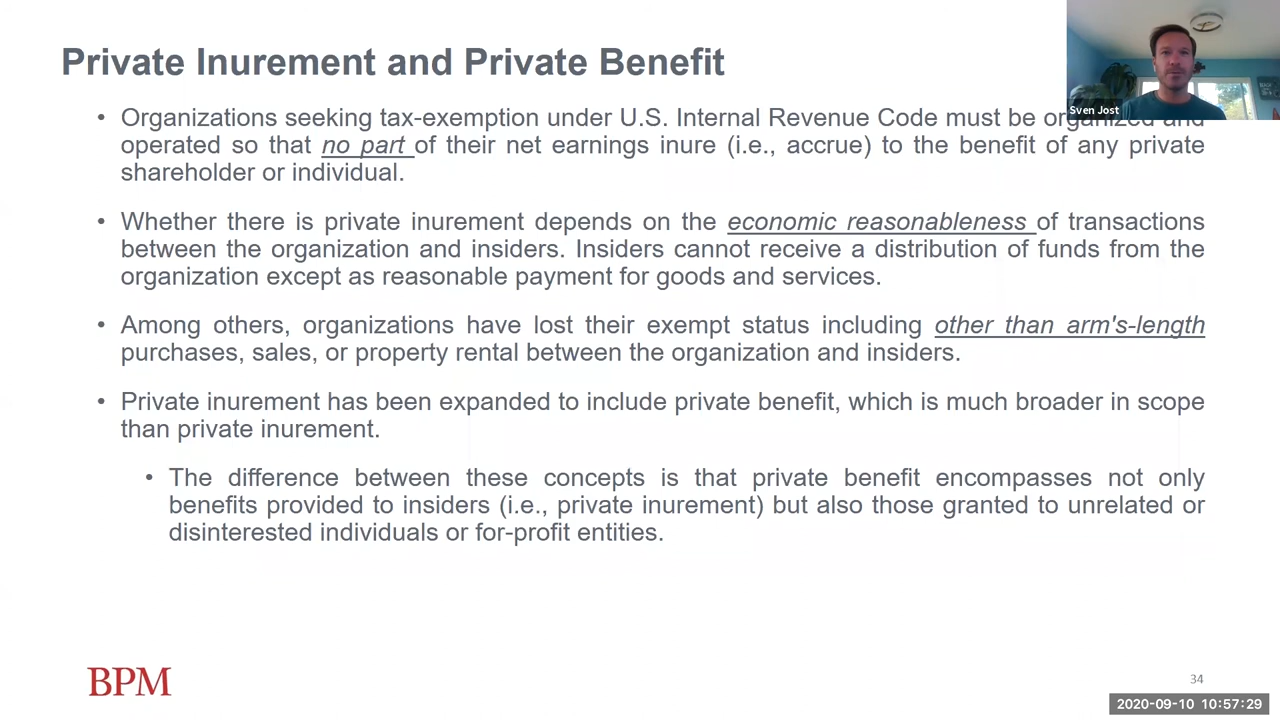 Private Inurement and Private Benefit
Sven Jost
• Organizations seeking tax-exemption under U.S. Internal Revenue Code must be organized and
operated so that no part of their net earnings inure (i.e., accrue) to the benefit of any private
shareholder or individual.
• Whether there is private inurement depends on the economic reasonableness of transactions
between the organization and insiders. Insiders cannot receive a distribution of funds from the
organization except as reasonable payment for goods and services.
• Among others, organizations have lost their exempt status including other than arm's-length
purchases, sales, or property rental between the organization and insiders.
• Private inurement has been expanded to include private benefit, which is much broader in scope
than private inurement.
• The difference between these concepts is that private benefit encompasses not only
benefits provided to insiders (i.e., private inurement) but also those granted to unrelated or
disinterested individuals or for-profit entities.
BPM
34
2020-09-10 10:57:29